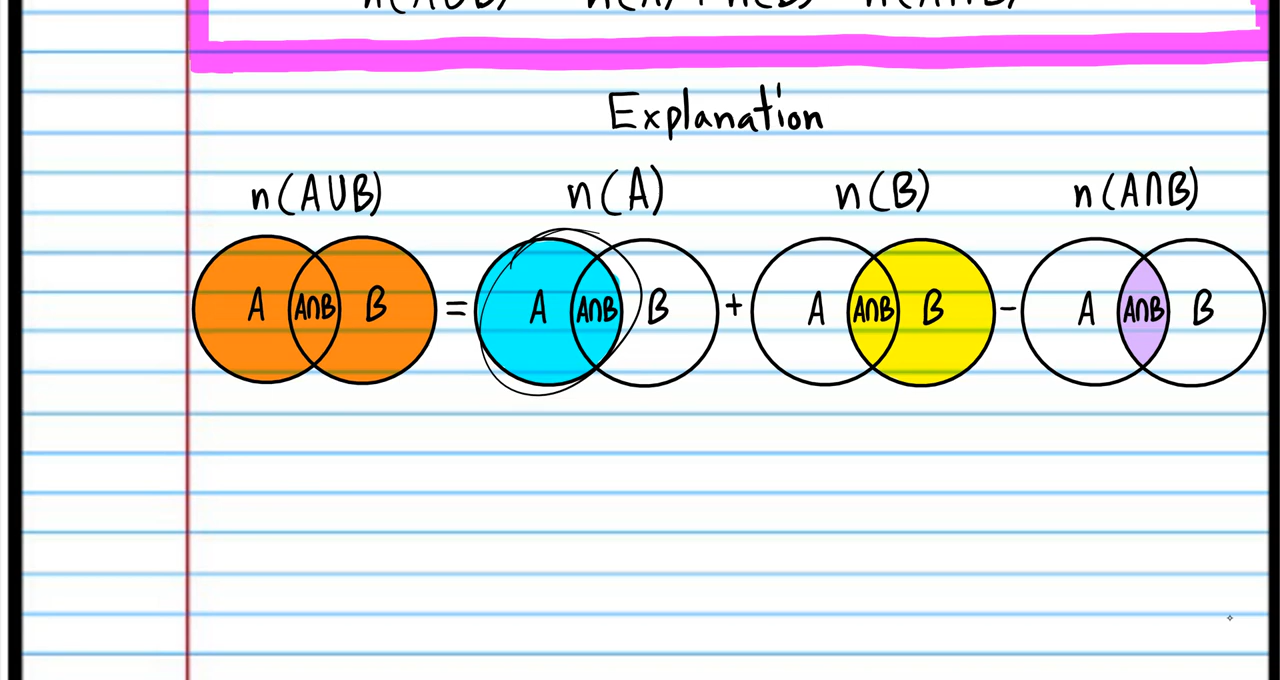 n(A∪B) = n(A) + n(B) - n(A∩B)
Explanation
n(A∪B) n(A) n(B) n(A∩B)
A A∩B B = A A∩B B + A A∩B B - A A∩B B